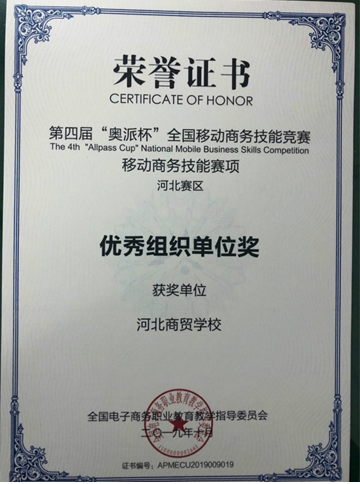 荣誉证书
CERTIFICATE OF HONOR
第四届“奥派杯”全国移动商务技能竞赛
The 4th "Allpass Cup" National Mobile Business Skills Competition
移动商务技能赛项
河北赛区
优秀组织单位奖
获奖单位
河北商贸学校
全国电子商务职业教育教学指导委员会
二〇一九年十月
证书编号：APMECU2019009019